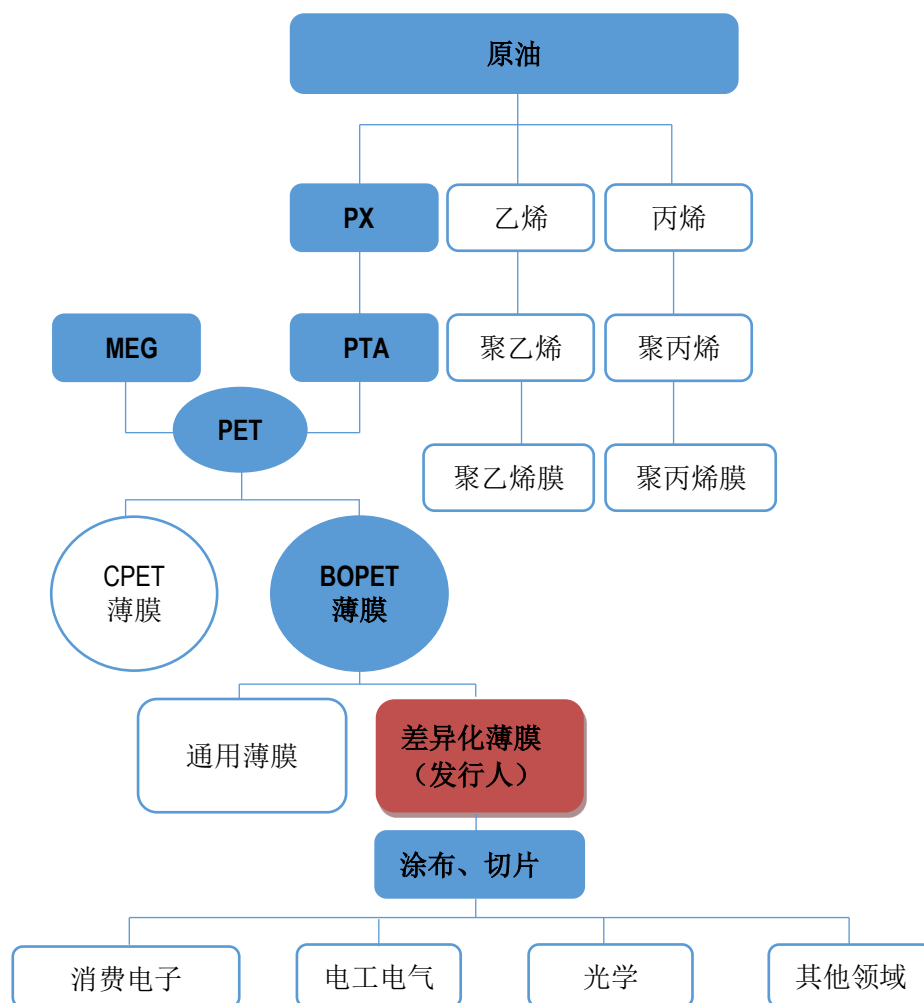 原油
PX
乙烯
丙烯
MEG
PTA
聚乙烯
聚丙烯
PET
聚乙烯膜
聚丙烯膜
CPET
薄膜
BOPET
薄膜
通用薄膜
差异化薄膜
（发行人）
涂布、切片
消费电子
电工电气
光学
其他领域